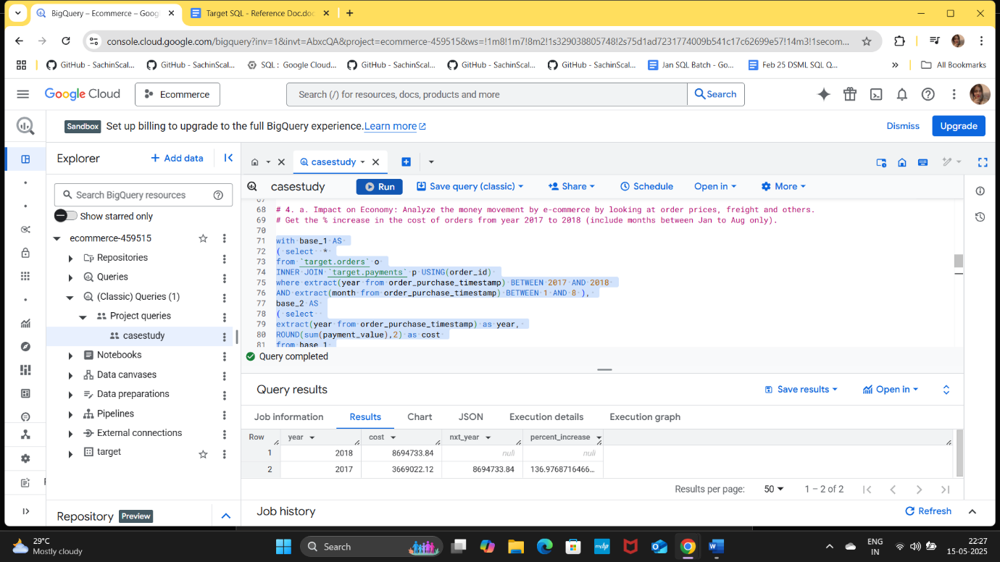 BigQuery – Ecommerce – Goog
Target SQL - Reference Doc.doc
console.cloud.google.com/bigquery?inv=1&invt=AbxcQA&project=ecommerce-459515&ws=!1m8!1m7!8m2!1s329038805748!2s75d1ad7231774009b541c17c62699e57!14m3!1secom...
GitHub - SachinScal...
GitHub - SachinScal...
SQL : Google Cloud...
GitHub - SachinScal...
GitHub - SachinScal...
GitHub - SachinScal...
Jan SQL Batch - Go...
Feb 25 DSML SQL Q...
»
All Bookmarks
Google Cloud
Ecommerce
Search (/) for resources, docs, products and more
Search
Sandbox Set up billing to upgrade to the full BigQuery experience. Learn more
Dismiss
Upgrade
Explorer
+ Add data
Search BigQuery resources
Show starred only
ecommerce-459515
Repositories
Queries
(Classic) Queries (1)
Project queries
casestudy
Notebooks
Data canvases
Data preparations
Pipelines
External connections
target
Repository Preview
casestudy
casestudy
Run
Save query (classic)
Share
Schedule
Open in
More
67
68 # 4. a. Impact on Economy: Analyze the money movement by e-commerce by looking at order prices, freight and others.
69 # Get the % increase in the cost of orders from year 2017 to 2018 (include months between Jan to Aug only).
70
71 with base_1 AS
72 ( select *
73 from `target.orders` o
74 INNER JOIN `target.payments` p USING(order_id)
75 where extract(year from order_purchase_timestamp) BETWEEN 2017 AND 2018
76 AND extract(month from order_purchase_timestamp) BETWEEN 1 AND 8 ),
77 base_2 AS
78 ( select
79 extract(year from order_purchase_timestamp) as year,
80 ROUND(sum(payment_value),2) as cost
81 from base_1
Query completed
Query results
Save results
Open in
Job information
Results
Chart
JSON
Execution details
Execution graph
Row year cost nxt_year percent_increase
1 2018 8694733.84 null null
2 2017 3669022.12 8694733.84 136.9768716466...
Results per page: 50 1 – 2 of 2
Job history
Refresh
29°C
Mostly cloudy
Search
myhp
ENG
IN
22:27
15-05-2025